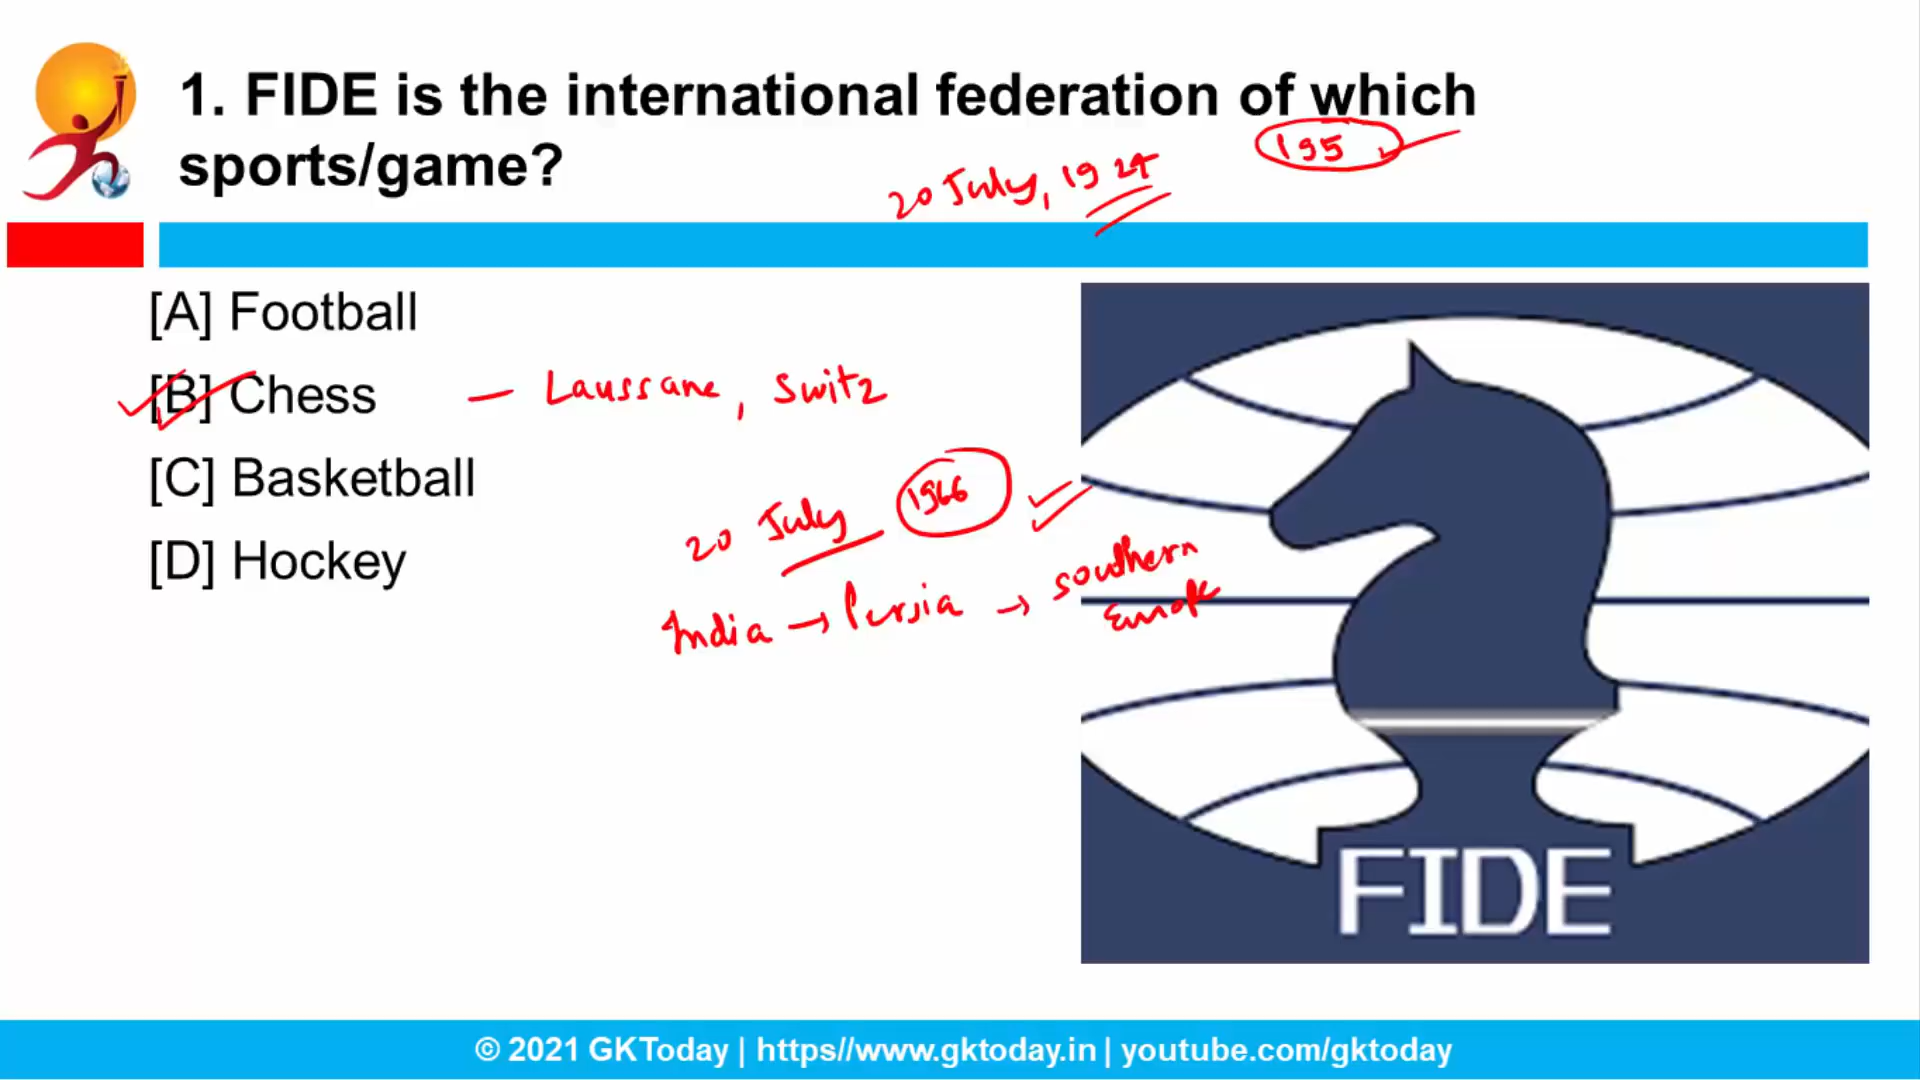 1. FIDE is the international federation of which
sports/game?
195
20 July, 1924
[A] Football
[B] Chess – Laussane, Switz
[C] Basketball
20 July 1966
[D] Hockey
India → Persia → southern
Europe
FIDE
© 2021 GKToday | https//www.gktoday.in | youtube.com/gktoday